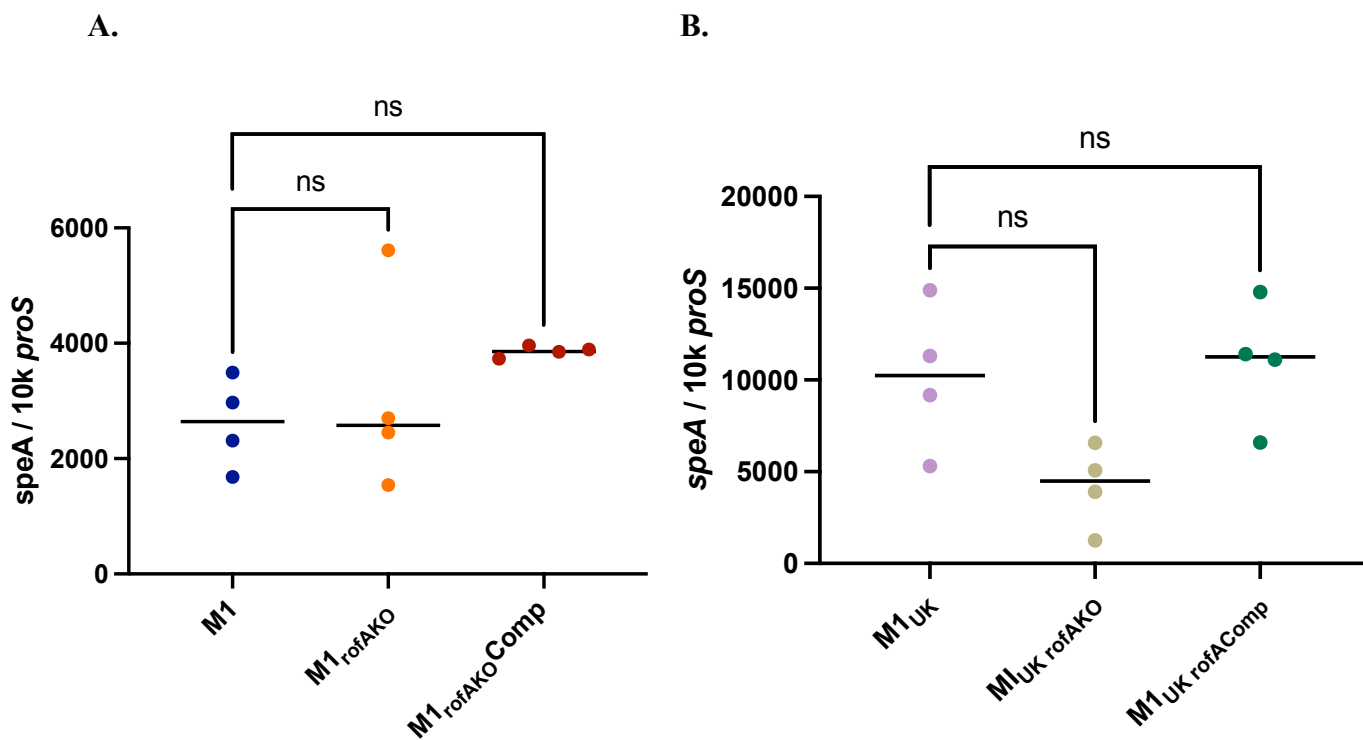 A.
ns
ns
6000
4000
2000
0
speA / 10k proS
M1
M1rofAKO
M1rofAKOComp
B.
ns
ns
20000
15000
10000
5000
0
speA / 10k proS
M1UK
MIUK rofAKO
M1UK rofAComp